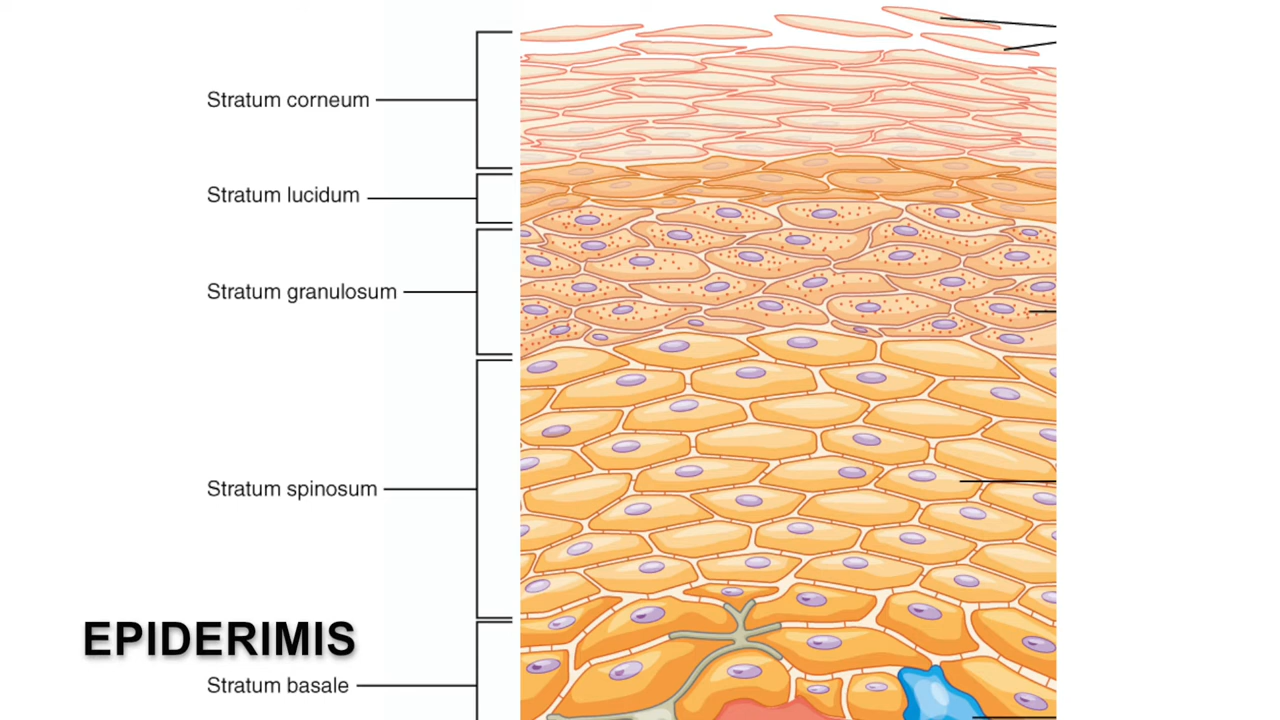 Stratum corneum
Stratum lucidum
Stratum granulosum
Stratum spinosum
EPIDERIMIS
Stratum basale